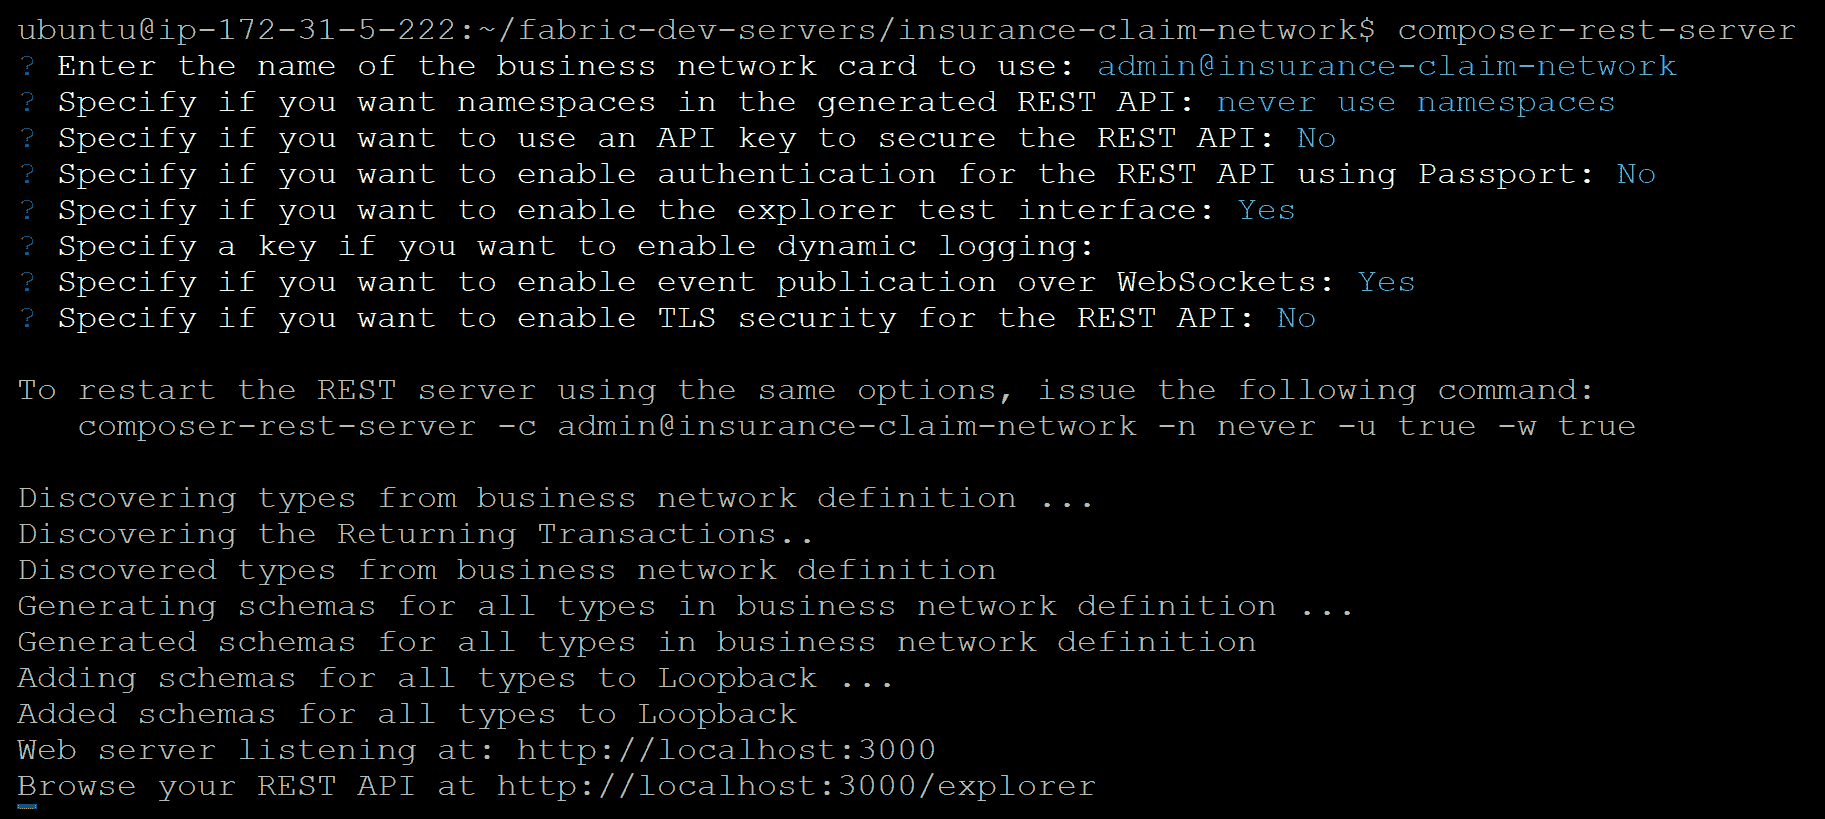 ubuntu@ip-172-31-5-222:~/fabric-dev-servers/insurance-claim-network$ composer-rest-server
? Enter the name of the business network card to use: admin@insurance-claim-network
? Specify if you want namespaces in the generated REST API: never use namespaces
? Specify if you want to use an API key to secure the REST API: No
? Specify if you want to enable authentication for the REST API using Passport: No
? Specify if you want to enable the explorer test interface: Yes
? Specify a key if you want to enable dynamic logging:
? Specify if you want to enable event publication over WebSockets: Yes
? Specify if you want to enable TLS security for the REST API: No
To restart the REST server using the same options, issue the following command:
composer-rest-server -c admin@insurance-claim-network -n never -u true -w true
Discovering types from business network definition ...
Discovering the Returning Transactions..
Discovered types from business network definition
Generating schemas for all types in business network definition ...
Generated schemas for all types in business network definition
Adding schemas for all types to Loopback ...
Added schemas for all types to Loopback
Web server listening at: http://localhost:3000
Browse your REST API at http://localhost:3000/explorer